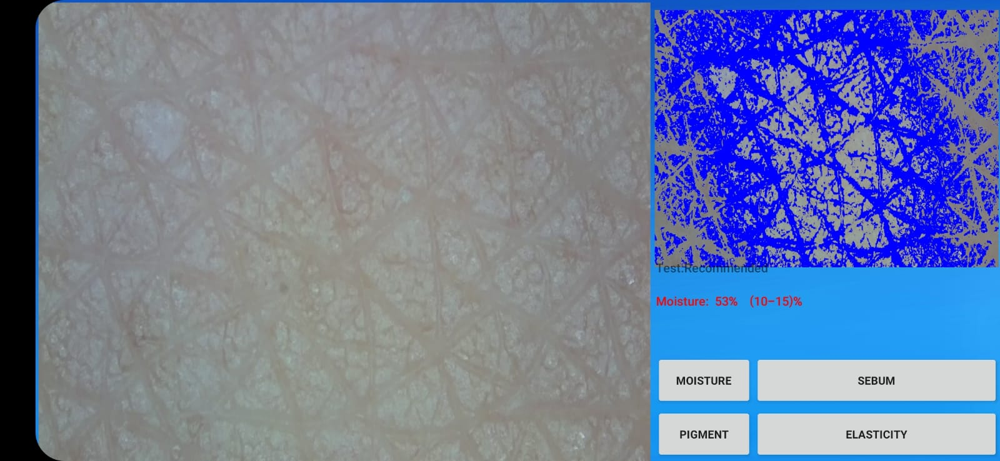 Test:Recommended
Moisture: 53% (10–15)%
MOISTURE
SEBUM
PIGMENT
ELASTICITY